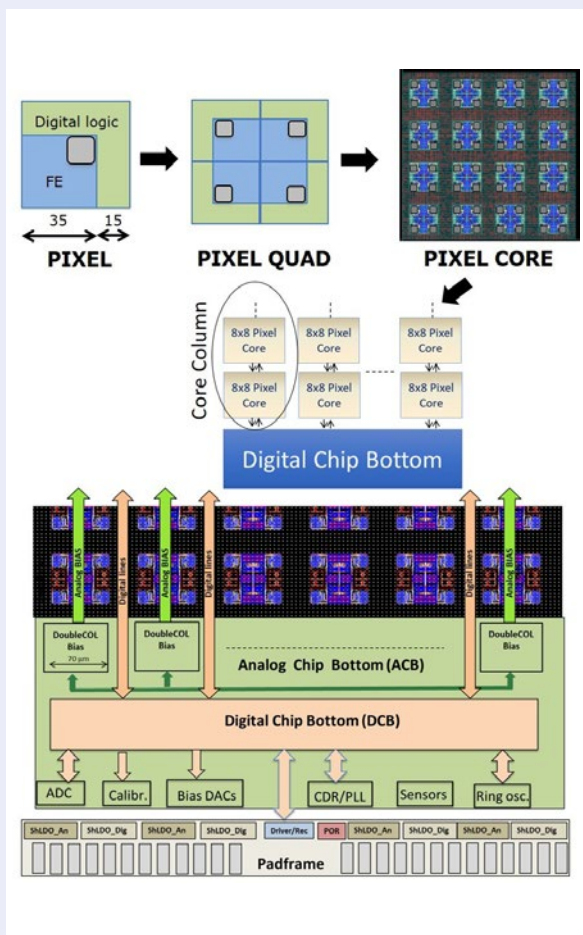 Digital logic
FE
35
15
PIXEL
PIXEL QUAD
PIXEL CORE
Core Column
8x8 Pixel
Core
8x8 Pixel
Core
8x8 Pixel
Core
8x8 Pixel
Core
8x8 Pixel
Core
8x8 Pixel
Core
Digital Chip Bottom
Analog BIAS
Digital lines
Analog BIAS
Digital lines
Digital lines
Analog BIAS
DoubleCOL
Bias
70 µm
DoubleCOL
Bias
DoubleCOL
Bias
Analog Chip Bottom (ACB)
Digital Chip Bottom (DCB)
ADC
Calibr.
Bias DACs
CDR/PLL
Sensors
Ring osc.
ShLDO_An
ShLDO_Dig
ShLDO_An
ShLDO_Dig
Driver/Rec
POR
ShLDO_An
ShLDO_Dig
ShLDO_An
ShLDO_Dig
Padframe